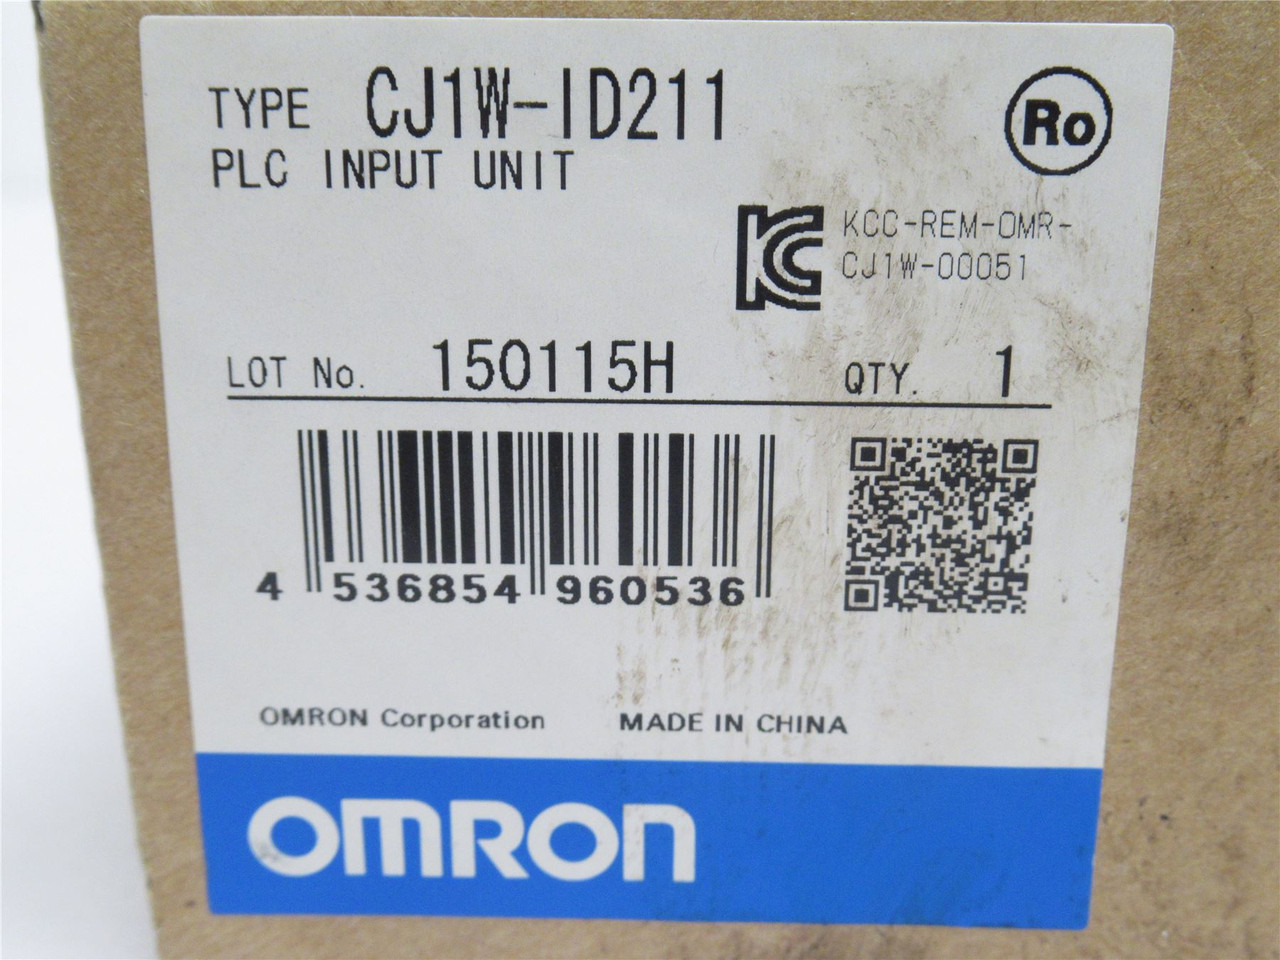 TYPE CJ1W-ID211
PLC INPUT UNIT
Ro
KC
KCC-REM-OMR-
CJ1W-00051
LOT No. 150115H QTY. 1
4 536854 960536
OMRON Corporation MADE IN CHINA
OMRON